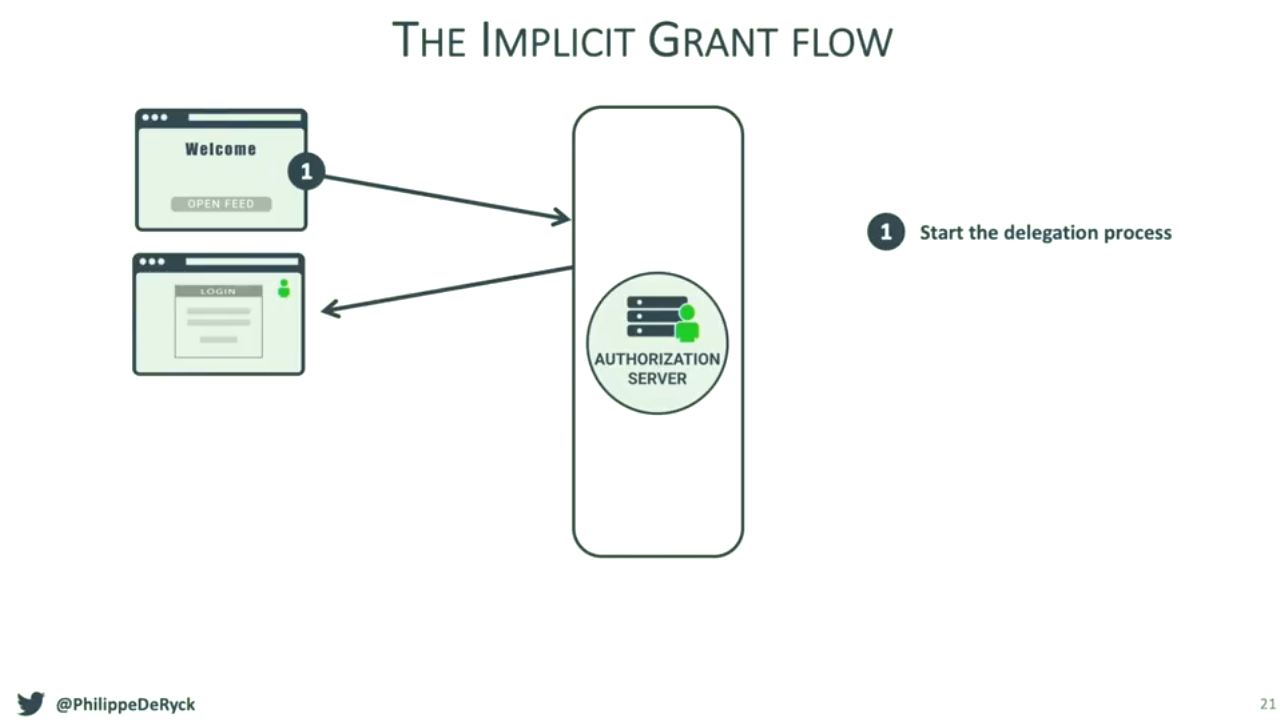 THE IMPLICIT GRANT FLOW
Welcome
OPEN FEED
1
1 Start the delegation process
LOGIN
AUTHORIZATION
SERVER
@PhilippeDeRyck
21